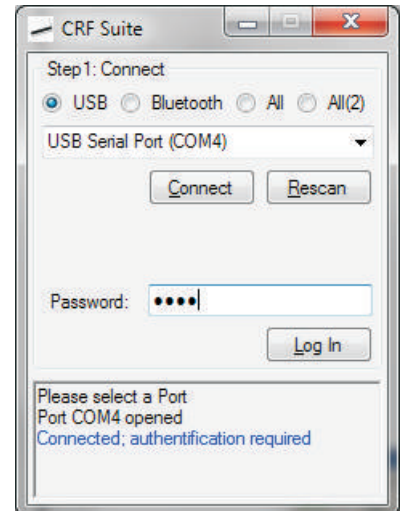 CRF Suite
Step1: Connect
USB Bluetooth All All(2)
USB Serial Port (COM4)
Connect Rescan
Password: ••••
Log In
Please select a Port
Port COM4 opened
Connected; authentification required